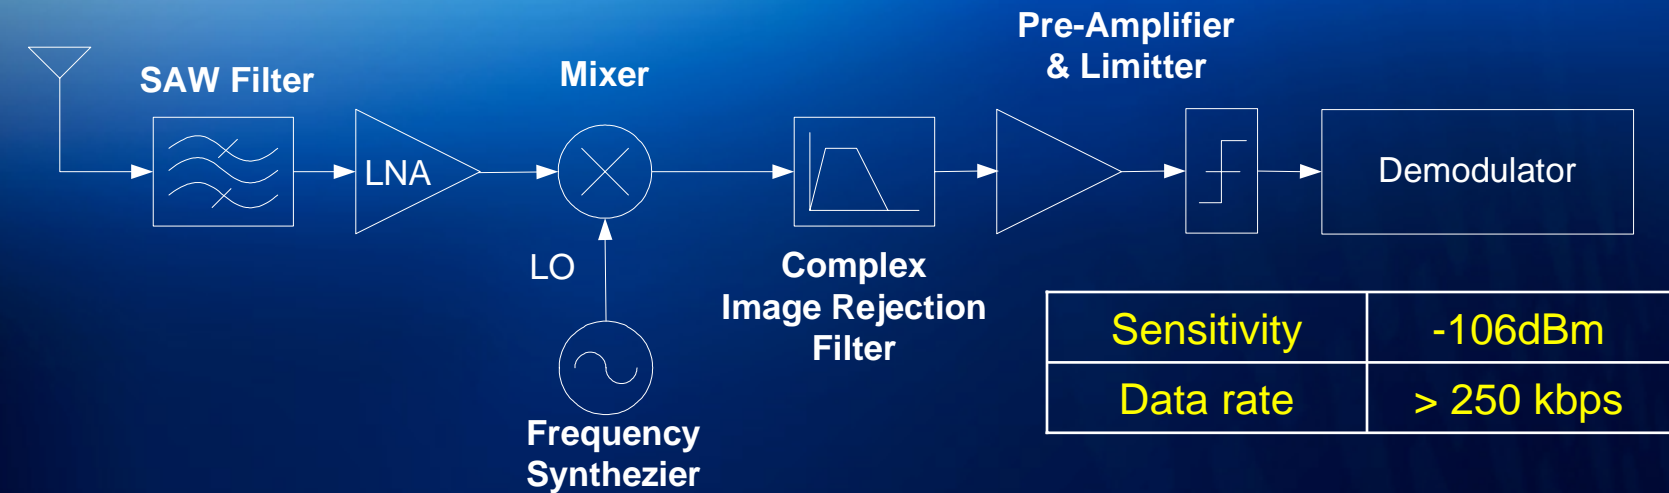 SAW Filter
LNA
Mixer
LO
Frequency
Synthezier
Complex
Image Rejection
Filter
Pre-Amplifier
& Limitter
Demodulator
Sensitivity -106dBm
Data rate > 250 kbps